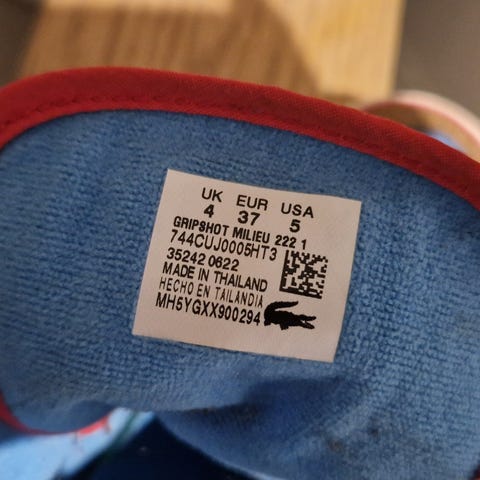 UK EUR USA
4 37 5
GRIPSHOT MILIEU 222 1
744CUJ0005HT3
35242 0622
MADE IN THAILAND
HECHO EN TAILANDIA
MH5YGXX900294